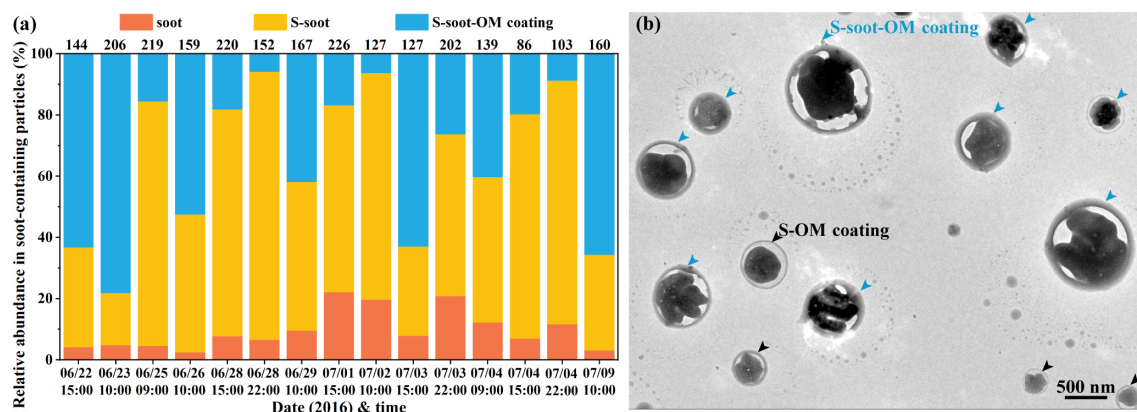 (a)
soot
S-soot
S-soot-OM coating
144 206 219 159 220 152 167 226 127 127 202 139 86 103 160
Relative abundance in soot-containing particles (%)
100
80
60
40
20
0
06/22 06/23 06/25 06/26 06/28 06/28 06/29 07/01 07/02 07/03 07/03 07/04 07/04 07/04 07/09
15:00 10:00 09:00 10:00 15:00 22:00 10:00 15:00 10:00 15:00 22:00 09:00 15:00 22:00 10:00
Date (2016) & time
(b)
S-soot-OM coating
S-OM coating
500 nm